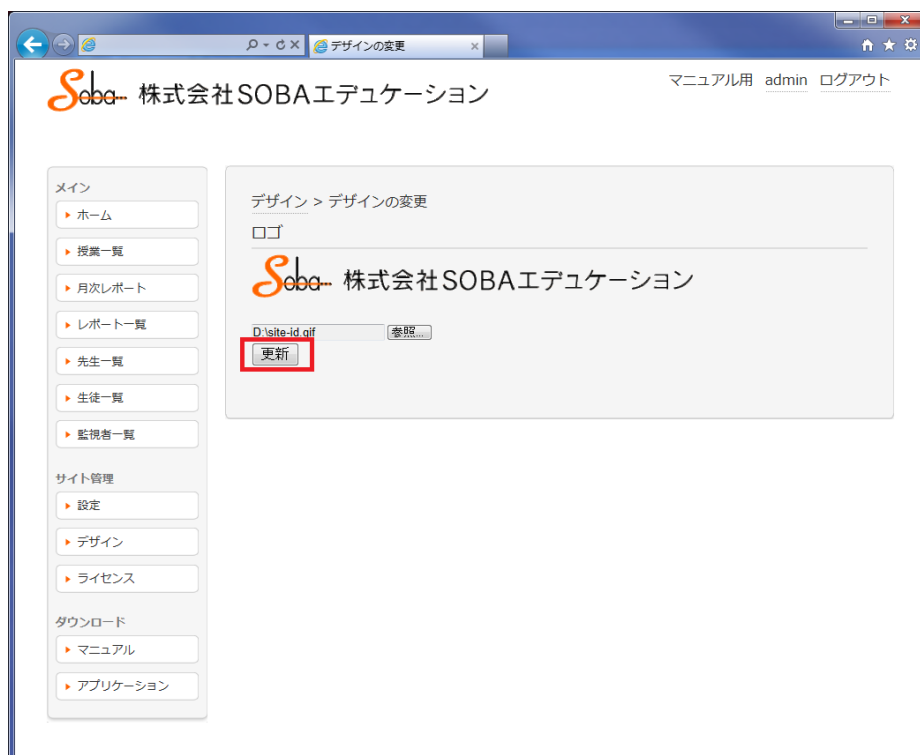 デザインの変更
Soba 株式会社SOBAエデュケーション
マニュアル用 admin ログアウト
メイン
ホーム
授業一覧
月次レポート
レポート一覧
先生一覧
生徒一覧
監視者一覧
サイト管理
設定
デザイン
ライセンス
ダウンロード
マニュアル
アプリケーション
デザイン > デザインの変更
ロゴ
Soba 株式会社SOBAエデュケーション
D:\site-id.gif 参照...
更新